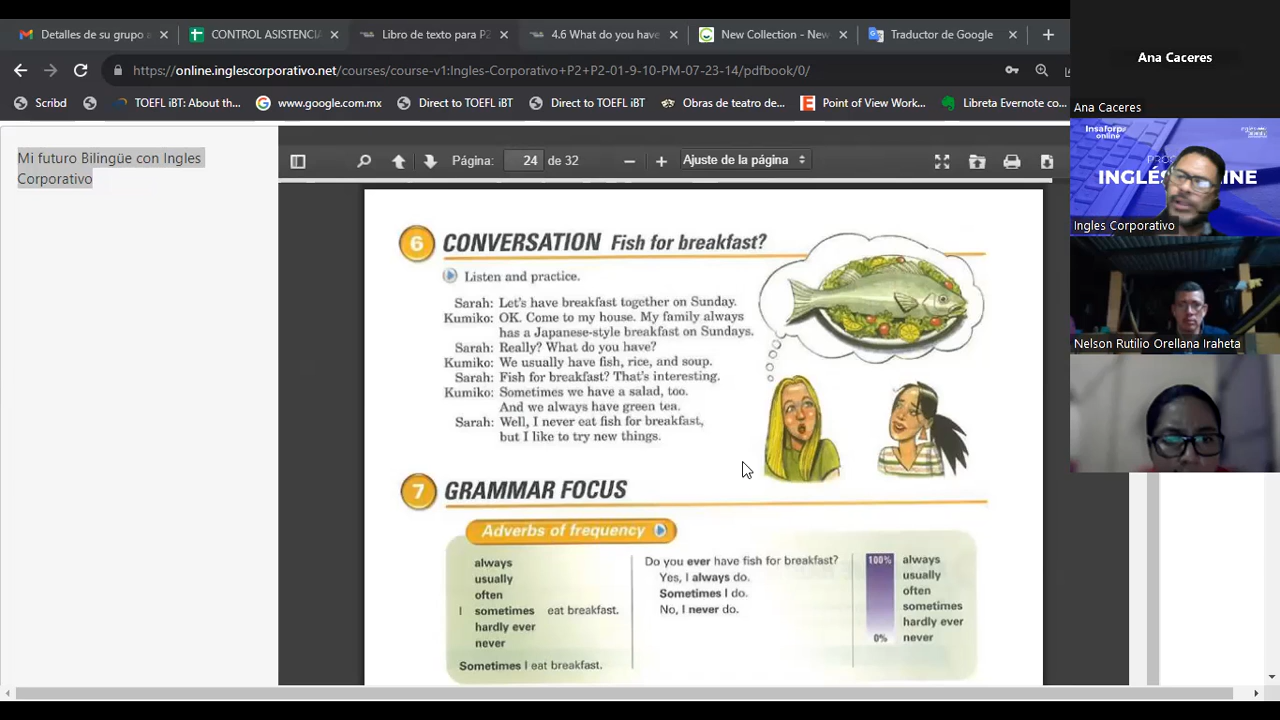 Detalles de su grupo a
CONTROL ASISTENCIA
Libro de texto para P2
4.6 What do you have
New Collection - New
Traductor de Google
https://online.inglescorporativo.net/courses/course-v1:Ingles-Corporativo+P2+P2-01-9-10-PM-07-23-14/pdfbook/0/
Scribd
TOEFL iBT: About th...
www.google.com.mx
Direct to TOEFL iBT
Direct to TOEFL iBT
Obras de teatro de...
Point of View Work...
Libreta Evernote co...
Mi futuro Bilingüe con Ingles
Corporativo
Página:
24
de 32
Ajuste de la página
6 CONVERSATION Fish for breakfast?
Listen and practice.
Sarah: Let's have breakfast together on Sunday.
Kumiko: OK. Come to my house. My family always
has a Japanese-style breakfast on Sundays.
Sarah: Really? What do you have?
Kumiko: We usually have fish, rice, and soup.
Sarah: Fish for breakfast? That's interesting.
Kumiko: Sometimes we have a salad, too.
And we always have green tea.
Sarah: Well, I never eat fish for breakfast,
but I like to try new things.
7 GRAMMAR FOCUS
Adverbs of frequency
always
usually
often
I sometimes eat breakfast.
hardly ever
never
Sometimes I eat breakfast.
Do you ever have fish for breakfast?
Yes, I always do.
Sometimes I do.
No, I never do.
100% always
usually
often
sometimes
hardly ever
0% never
Ana Caceres
Ana Caceres
Insaforp
online
INGLÉS ONLINE
Ingles Corporativo
Nelson Rutilio Orellana Iraheta